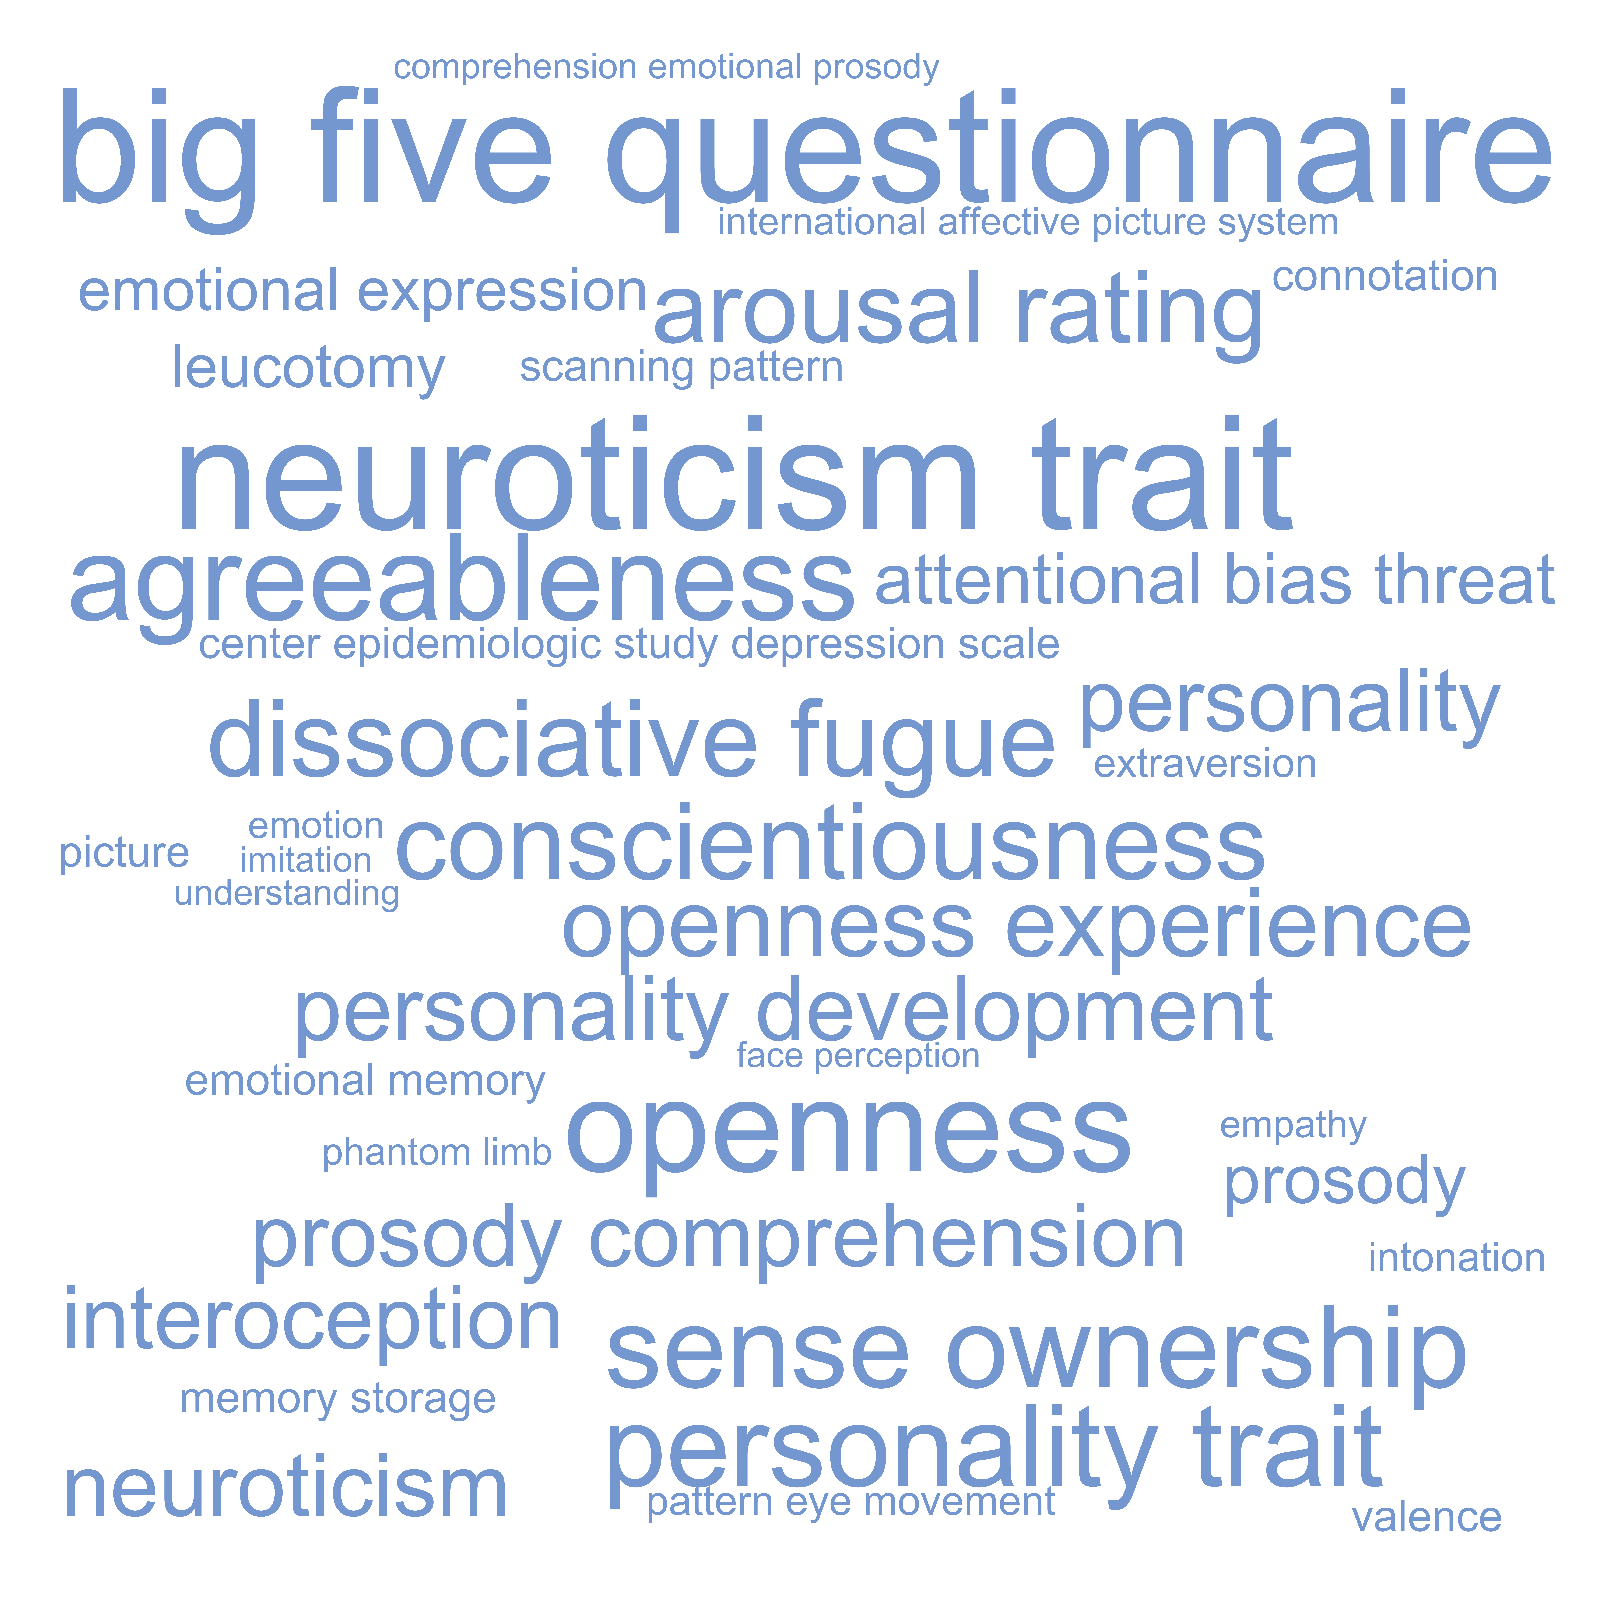 comprehension emotional prosody
big five questionnaire
international affective picture system
emotional expression
arousal rating
connotation
leucotomy
scanning pattern
neuroticism trait
agreeableness
attentional bias threat
center epidemiologic study depression scale
dissociative fugue
personality
extraversion
emotion
picture
imitation
conscientiousness
understanding
openness experience
personality development
face perception
emotional memory
openness
empathy
phantom limb
prosody
prosody comprehension
intonation
interoception
sense ownership
memory storage
personality trait
neuroticism
pattern eye movement
valence